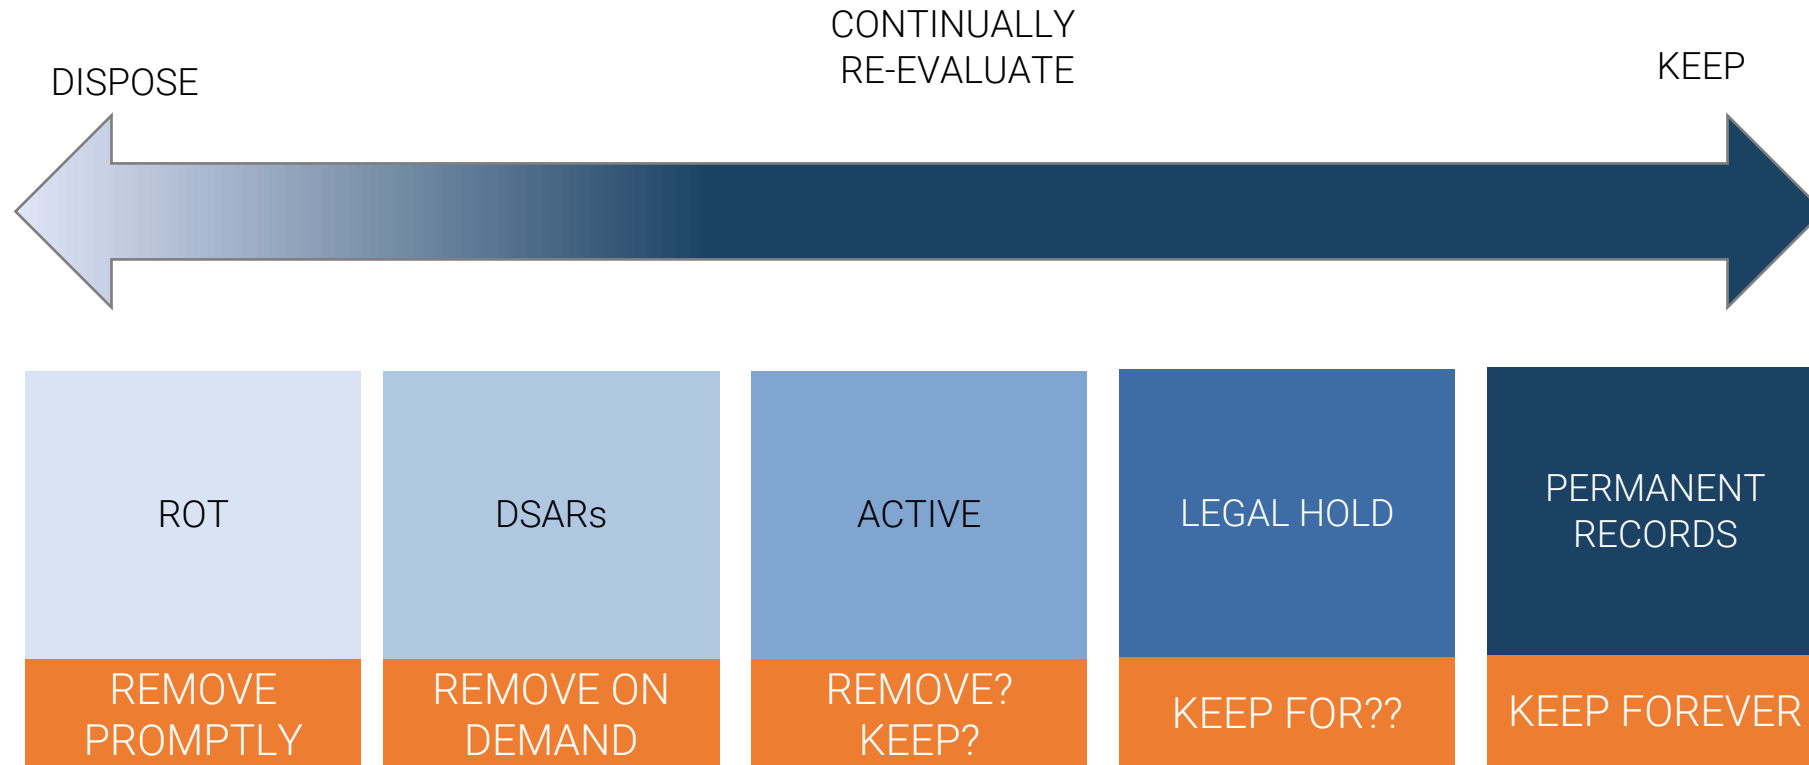 CONTINUALLY
RE-EVALUATE
DISPOSE
KEEP
ROT
DSARs
ACTIVE
LEGAL HOLD
PERMANENT
RECORDS
REMOVE
PROMPTLY
REMOVE ON
DEMAND
REMOVE?
KEEP?
KEEP FOR??
KEEP FOREVER